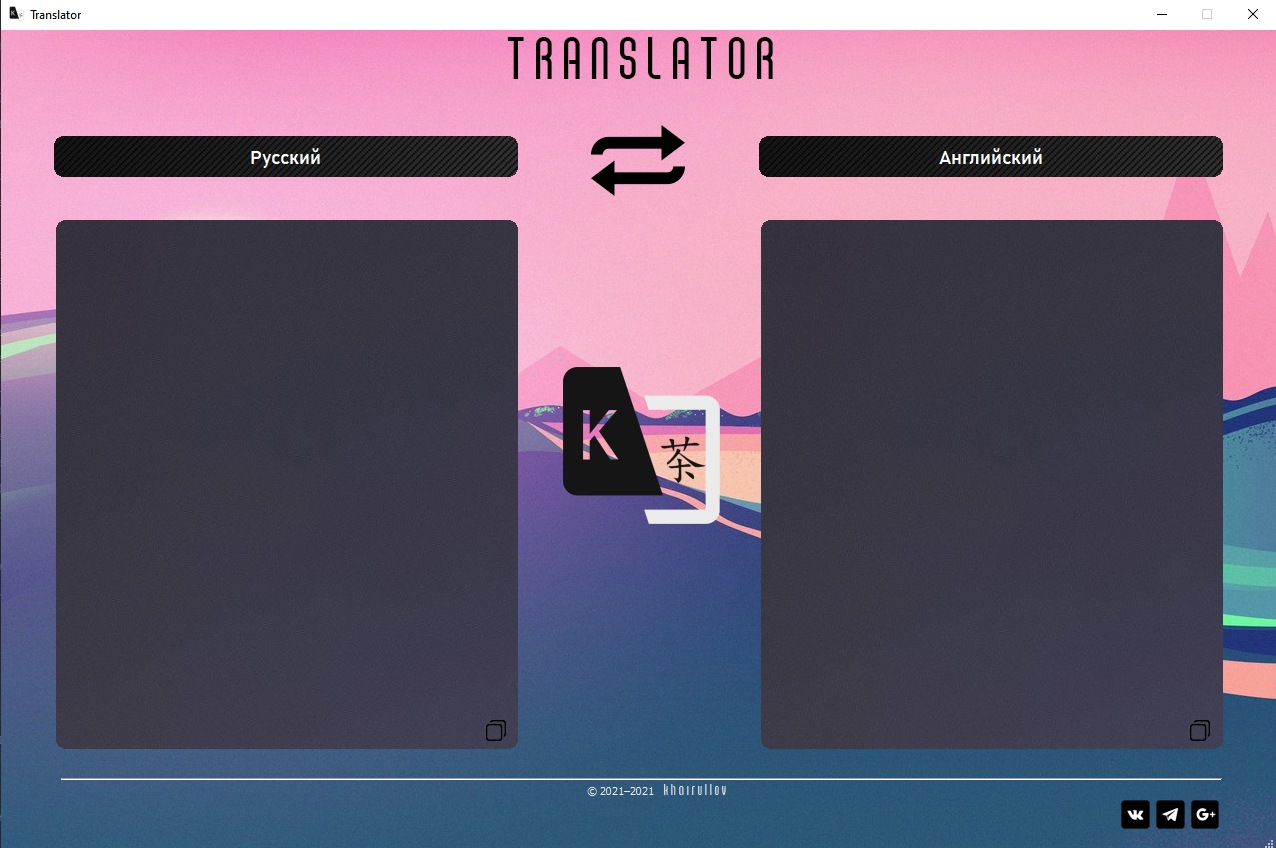 Translator
TRANSLATOR
Русский
Английский
K
茶
© 2021–2021 khairullov
G+